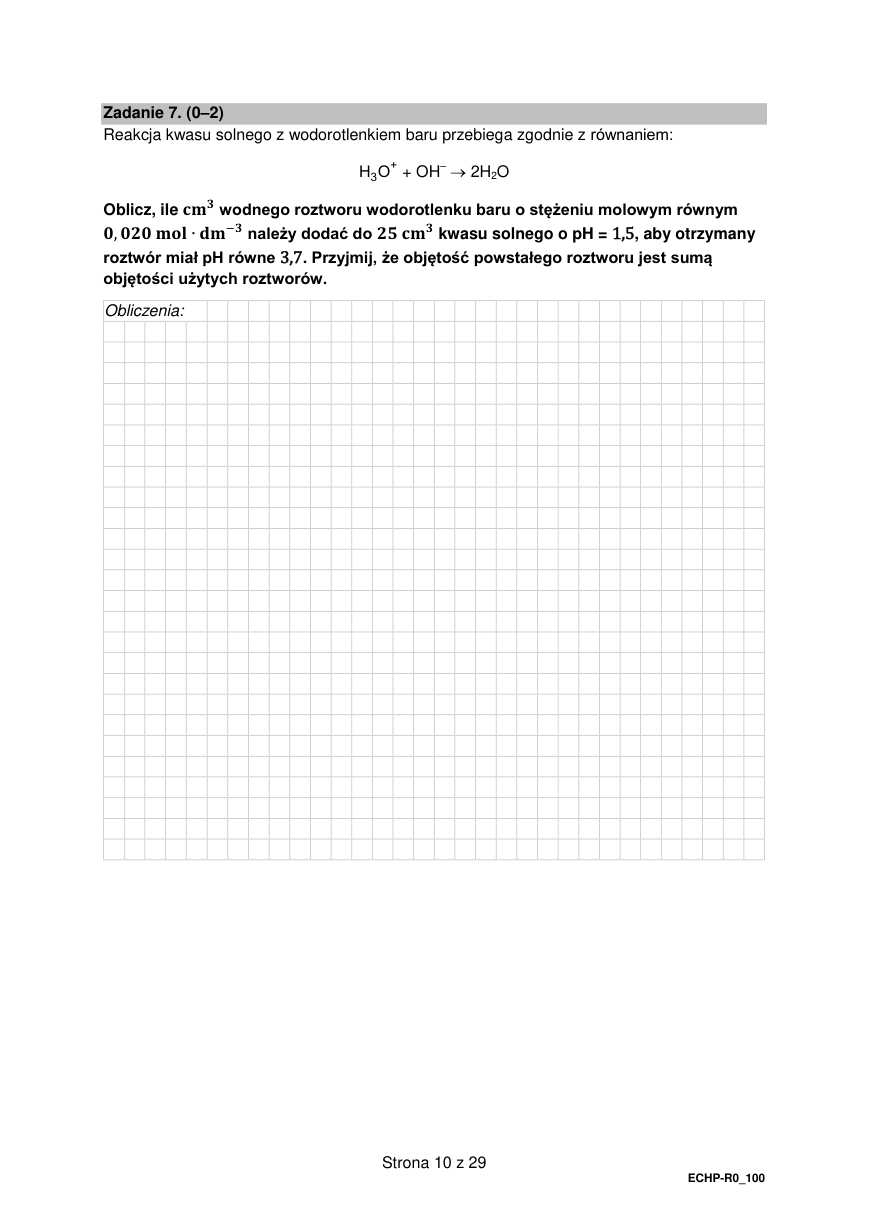 Zadanie 7. (0–2)
Reakcja kwasu solnego z wodorotlenkiem baru przebiega zgodnie z równaniem:
H₃O⁺ + OH⁻ → 2H₂O
Oblicz, ile cm³ wodnego roztworu wodorotlenku baru o stężeniu molowym równym
0,020 mol · dm⁻³ należy dodać do 25 cm³ kwasu solnego o pH = 1,5, aby otrzymany
roztwór miał pH równe 3,7. Przyjmij, że objętość powstałego roztworu jest sumą
objętości użytych roztworów.
Obliczenia:
Strona 10 z 29
ECHP-R0_100